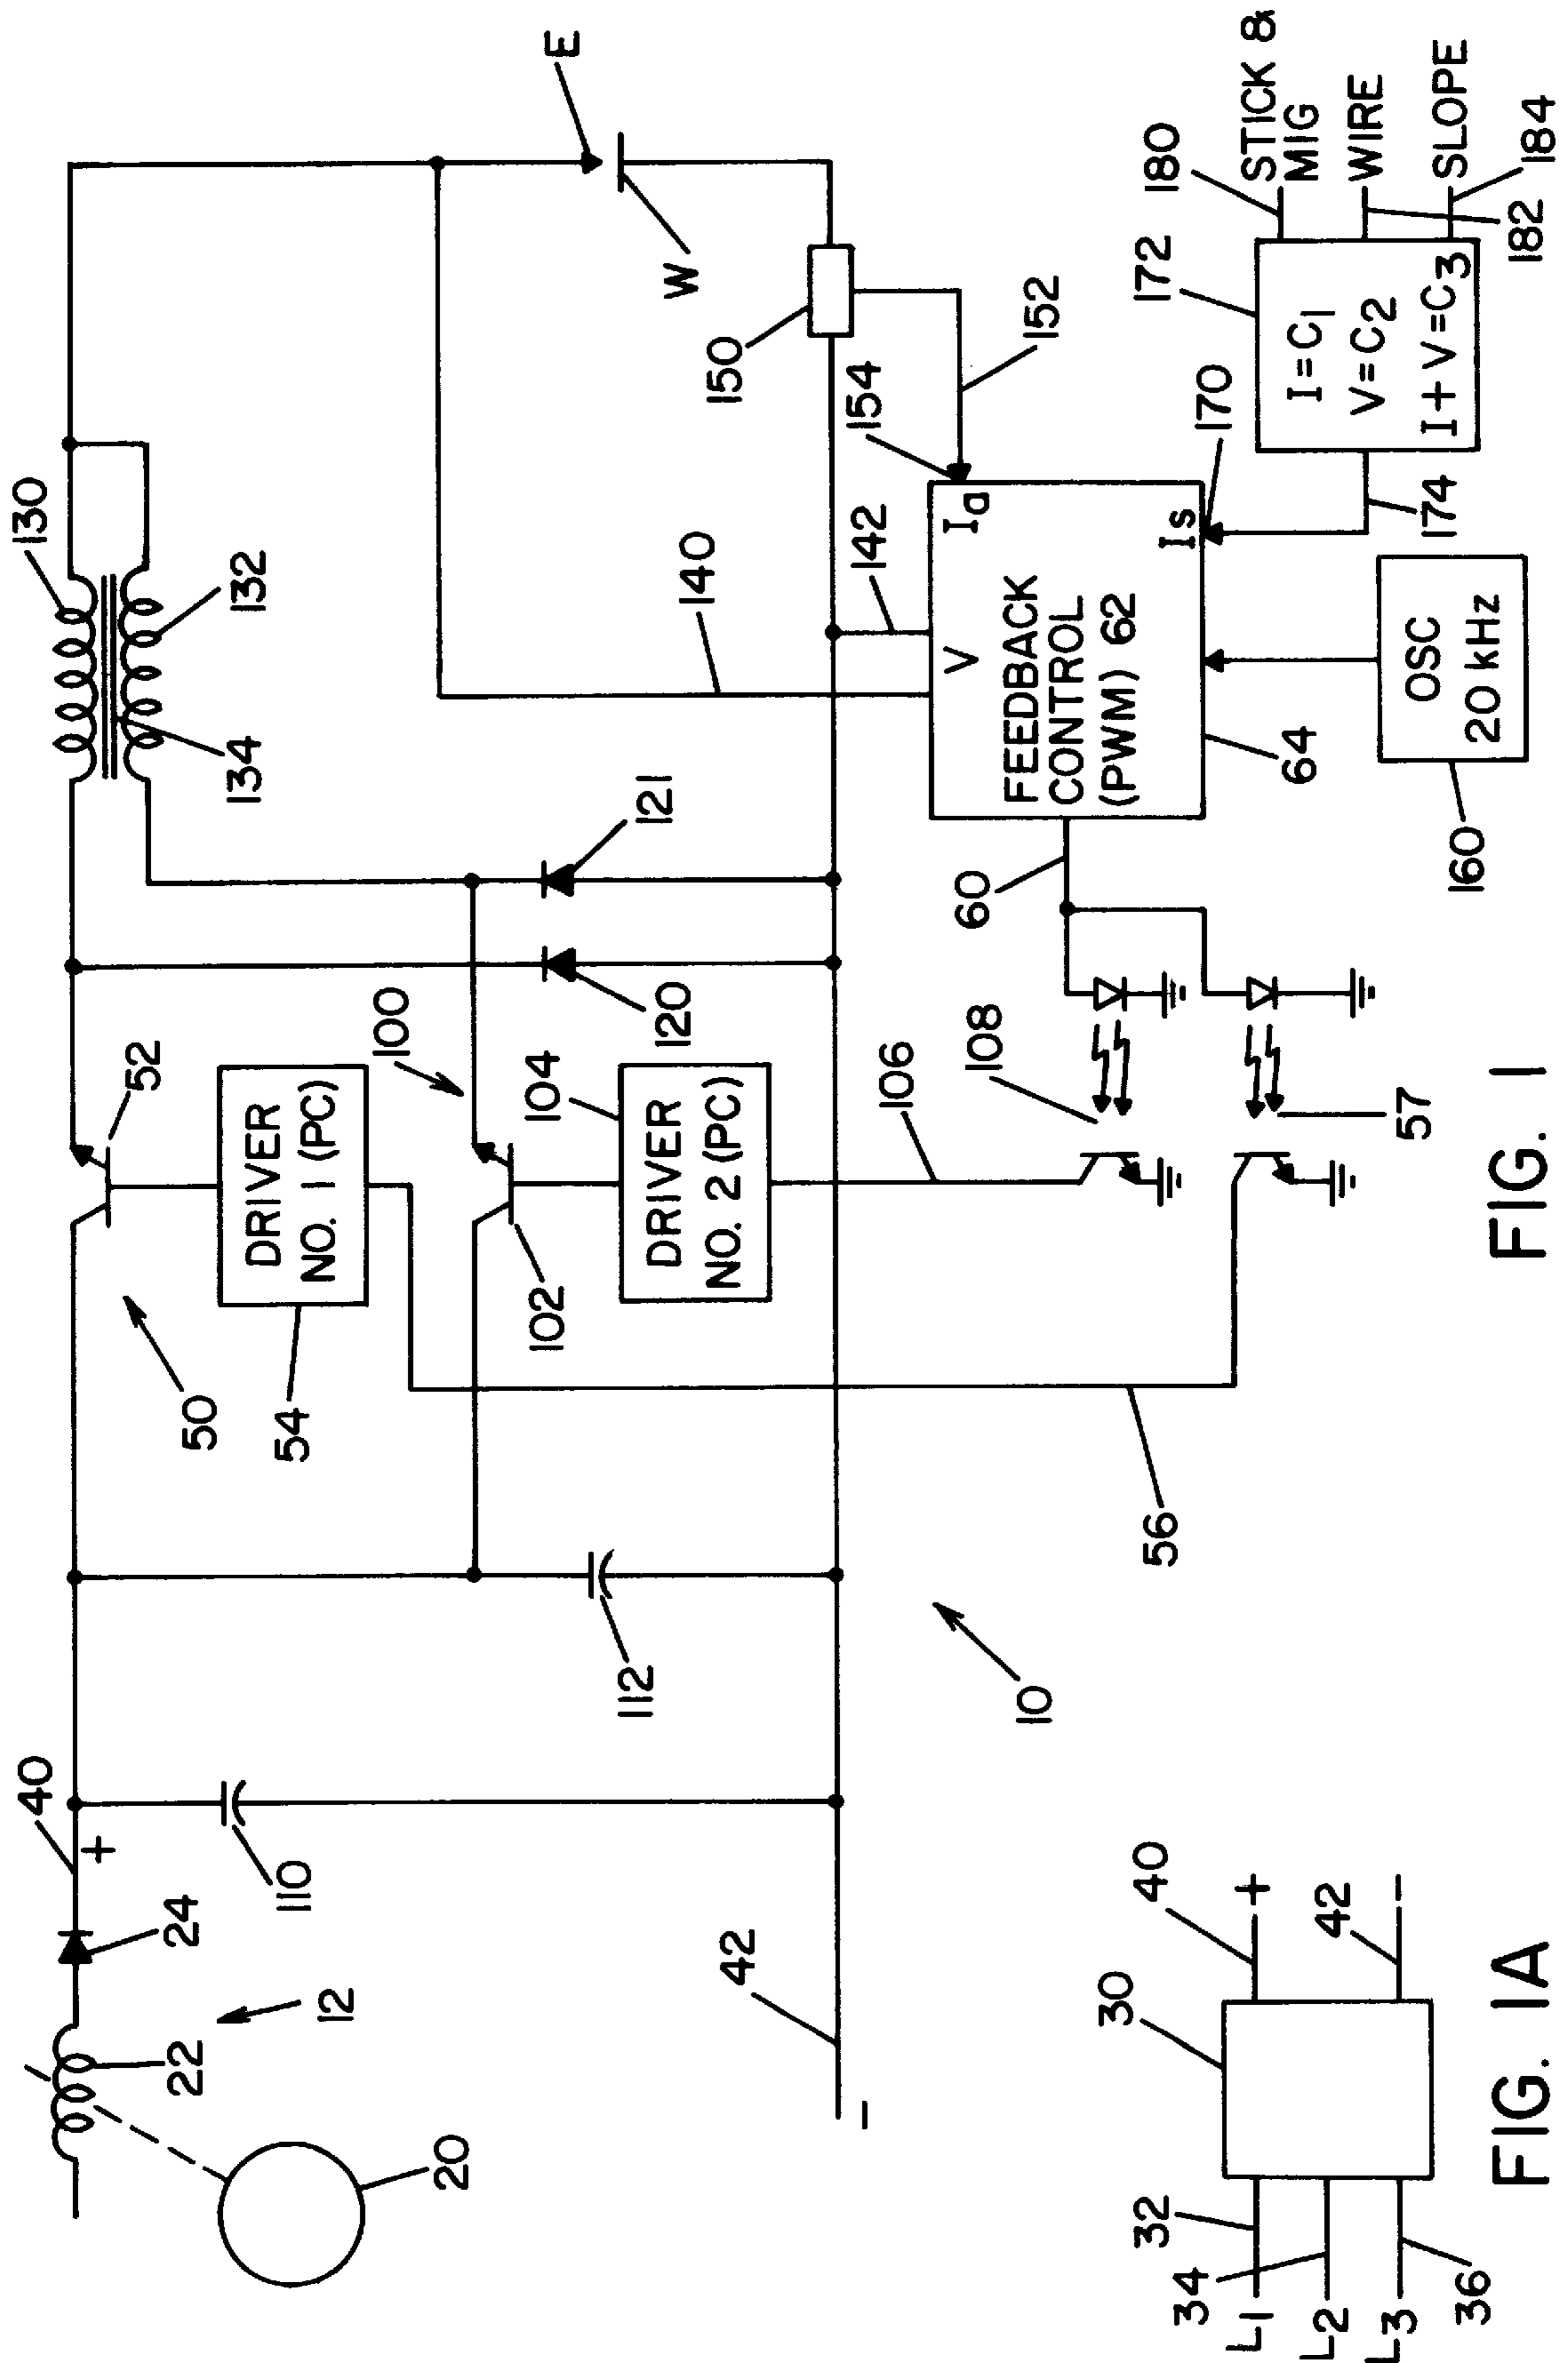 130
132
134
40
+
24
12
22
20
110
112
50
52
DRIVER
NO. 1 (PC)
54
100
102
104
DRIVER
NO. 2 (PC)
106
108
120
121
E
W
140
142
150
152
154
V
Ia
FEEDBACK
CONTROL
(PWM) 62
Is
60
64
170
172
174
I=C1
V=C2
I+V=C3
180
STICK &
MIG
182
WIRE
184
SLOPE
OSC
20 kHz
160
57
56
10
42
−
FIG. 1
30
40
+
42
−
32
34
36
L1
L2
L3
FIG. 1A